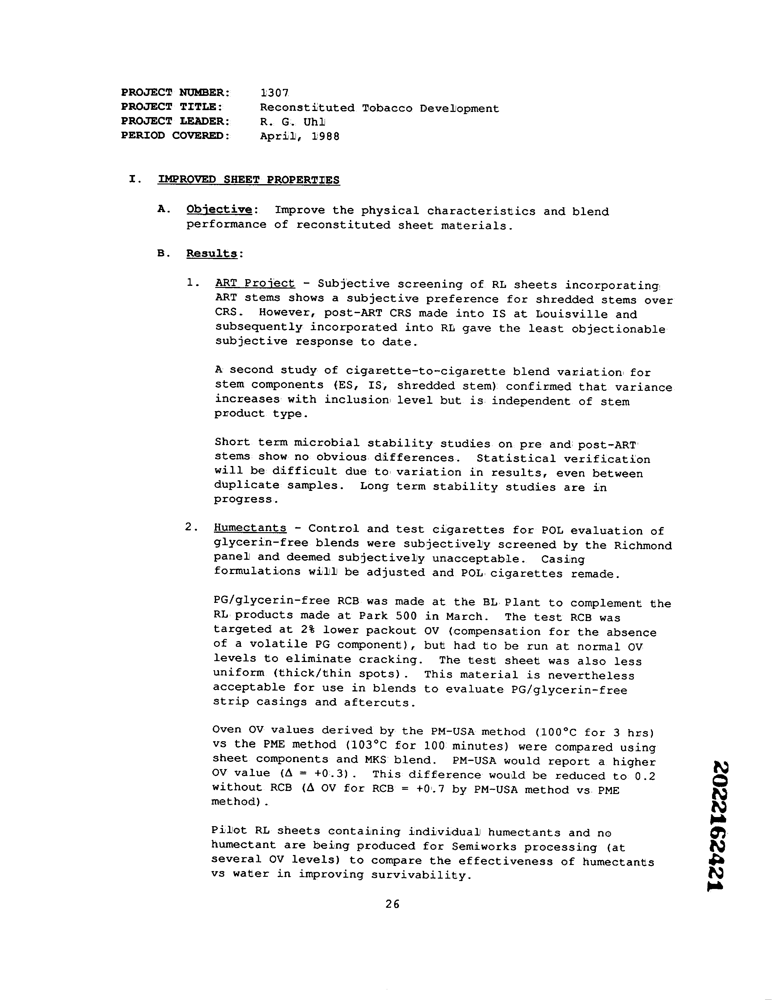 PROJECT NUMBER: 1307
PROJECT TITLE: Reconstituted Tobacco Development
PROJECT LEADER: R. G. Uhl
PERIOD COVERED: April, 1988
I. IMPROVED SHEET PROPERTIES
A. Objective: Improve the physical characteristics and blend
performance of reconstituted sheet materials.
B. Results:
1. ART Project - Subjective screening of RL sheets incorporating
ART stems shows a subjective preference for shredded stems over
CRS. However, post-ART CRS made into IS at Louisville and
subsequently incorporated into RL gave the least objectionable
subjective response to date.
A second study of cigarette-to-cigarette blend variation for
stem components (ES, IS, shredded stem) confirmed that variance
increases with inclusion level but is independent of stem
product type.
Short term microbial stability studies on pre and post-ART
stems show no obvious differences. Statistical verification
will be difficult due to variation in results, even between
duplicate samples. Long term stability studies are in
progress.
2. Humectants - Control and test cigarettes for POL evaluation of
glycerin-free blends were subjectively screened by the Richmond
panel and deemed subjectively unacceptable. Casing
formulations will be adjusted and POL cigarettes remade.
PG/glycerin-free RCB was made at the BL Plant to complement the
RL products made at Park 500 in March. The test RCB was
targeted at 2% lower packout OV (compensation for the absence
of a volatile PG component), but had to be run at normal OV
levels to eliminate cracking. The test sheet was also less
uniform (thick/thin spots). This material is nevertheless
acceptable for use in blends to evaluate PG/glycerin-free
strip casings and aftercuts.
Oven OV values derived by the PM-USA method (100°C for 3 hrs)
vs the PME method (103°C for 100 minutes) were compared using
sheet components and MKS blend. PM-USA would report a higher
OV value (Δ = +0.3). This difference would be reduced to 0.2
without RCB (Δ OV for RCB = +0.7 by PM-USA method vs PME
method).
Pilot RL sheets containing individual humectants and no
humectant are being produced for Semiworks processing (at
several OV levels) to compare the effectiveness of humectants
vs water in improving survivability.
26
2022162421